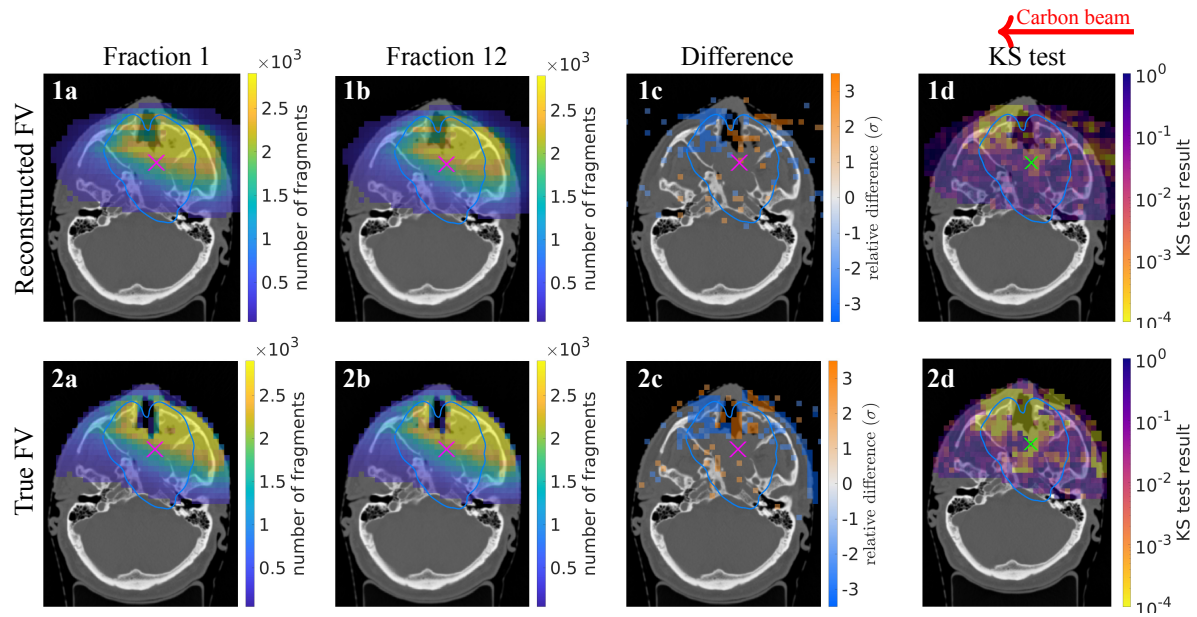 Carbon beam
Fraction 1
Fraction 12
Difference
KS test
Reconstructed FV
1a
×10³
2.5
2
1.5
1
0.5
number of fragments
1b
×10³
2.5
2
1.5
1
0.5
number of fragments
1c
3
2
1
0
-1
-2
-3
relative difference (σ)
1d
10⁰
10⁻¹
10⁻²
10⁻³
10⁻⁴
KS test result
True FV
2a
×10³
2.5
2
1.5
1
0.5
number of fragments
2b
×10³
2.5
2
1.5
1
0.5
number of fragments
2c
3
2
1
0
-1
-2
-3
relative difference (σ)
2d
10⁰
10⁻¹
10⁻²
10⁻³
10⁻⁴
KS test result